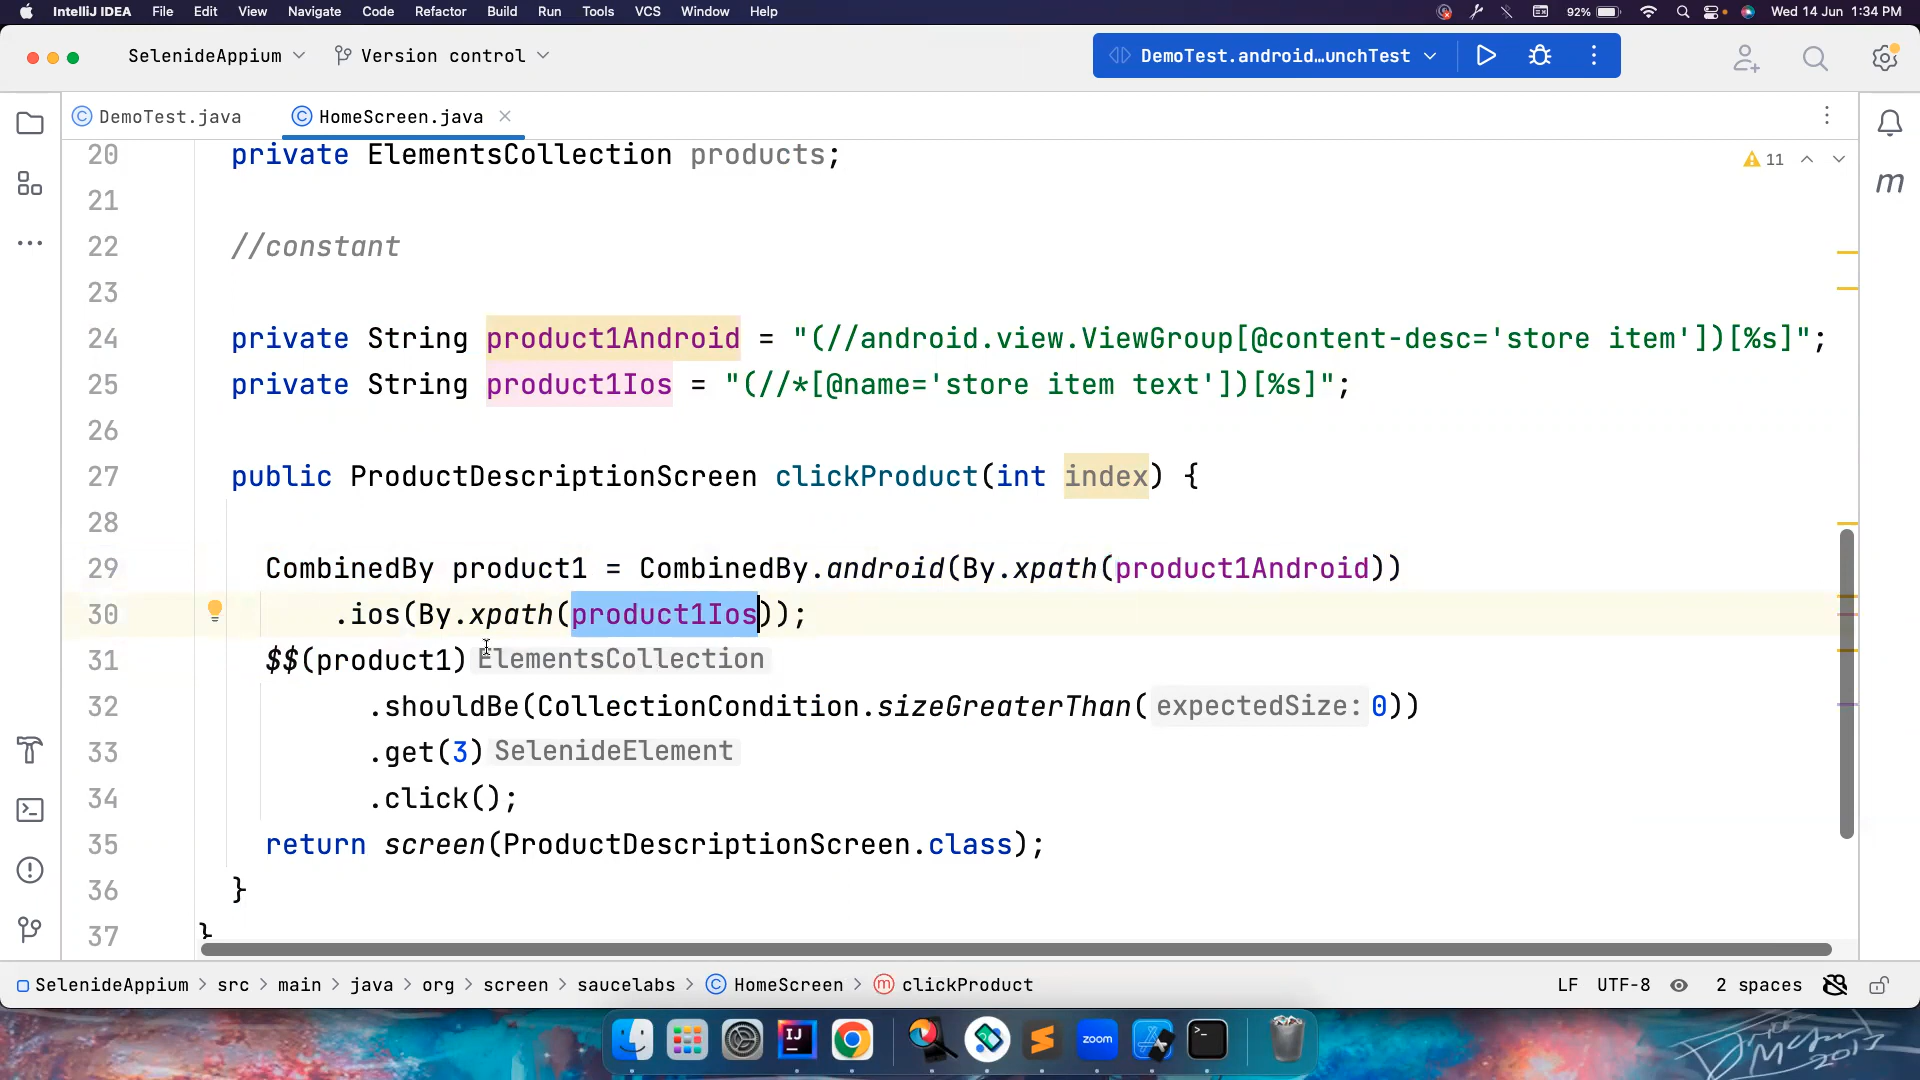 IntelliJ IDEA File Edit View Navigate Code Refactor Build Run Tools VCS Window Help 92% Wed 14 Jun 1:34 PM
SelenideAppium Version control DemoTest.android…unchTest
DemoTest.java HomeScreen.java
20 private ElementsCollection products; 11
21
22 //constant
23
24 private String product1Android = "(//android.view.ViewGroup[@content-desc='store item'])[%s]";
25 private String product1Ios = "(//*[@name='store item text'])[%s]";
26
27 public ProductDescriptionScreen clickProduct(int index) {
28
29 CombinedBy product1 = CombinedBy.android(By.xpath(product1Android))
30 .ios(By.xpath(product1Ios));
31 $$(product1) ElementsCollection
32 .shouldBe(CollectionCondition.sizeGreaterThan( expectedSize: 0))
33 .get(3) SelenideElement
34 .click();
35 return screen(ProductDescriptionScreen.class);
36 }
37 }
SelenideAppium > src > main > java > org > screen > saucelabs > HomeScreen > clickProduct LF UTF-8 2 spaces
zoom
2017